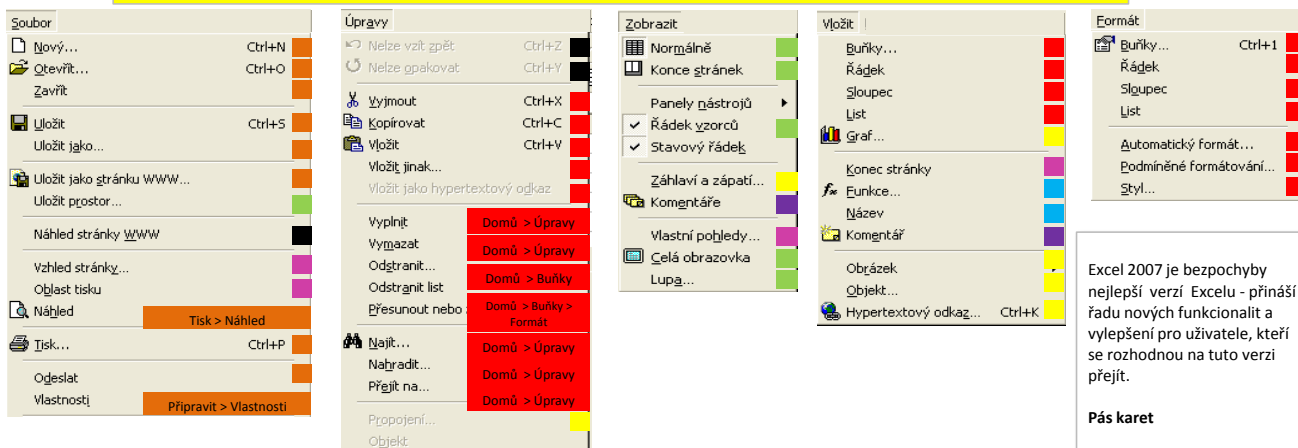 Soubor
Nový... Ctrl+N
Otevřít... Ctrl+O
Zavřít
Uložit Ctrl+S
Uložit jako...
Uložit jako stránku WWW...
Uložit prostor...
Náhled stránky WWW
Vzhled stránky...
Oblast tisku
Náhled Tisk > Náhled
Tisk... Ctrl+P
Odeslat
Vlastnosti Připravit > Vlastnosti
Úpravy
Nelze vzít zpět Ctrl+Z
Nelze opakovat Ctrl+Y
Vyjmout Ctrl+X
Kopírovat Ctrl+C
Vložit Ctrl+V
Vložit jinak...
Vložit jako hypertextový odkaz
Vyplnit Domů > Úpravy
Vymazat Domů > Úpravy
Odstranit... Domů > Buňky
Odstranit list
Přesunout nebo Domů > Buňky >
Formát
Najít... Domů > Úpravy
Nahradit... Domů > Úpravy
Přejít na... Domů > Úpravy
Propojení...
Objekt
Zobrazit
Normálně
Konce stránek
Panely nástrojů
Řádek vzorců
Stavový řádek
Záhlaví a zápatí...
Komentáře
Vlastní pohledy...
Celá obrazovka
Lupa...
Vložit
Buňky...
Řádek
Sloupec
List
Graf...
Konec stránky
Funkce...
Název
Komentář
Obrázek
Objekt...
Hypertextový odkaz... Ctrl+K
Formát
Buňky... Ctrl+1
Řádek
Sloupec
List
Automatický formát...
Podmíněné formátování...
Styl...
Excel 2007 je bezpochyby
nejlepší verzí Excelu - přináší
řadu nových funkcionalit a
vylepšení pro uživatele, kteří
se rozhodnou na tuto verzi
přejít.
Pás karet